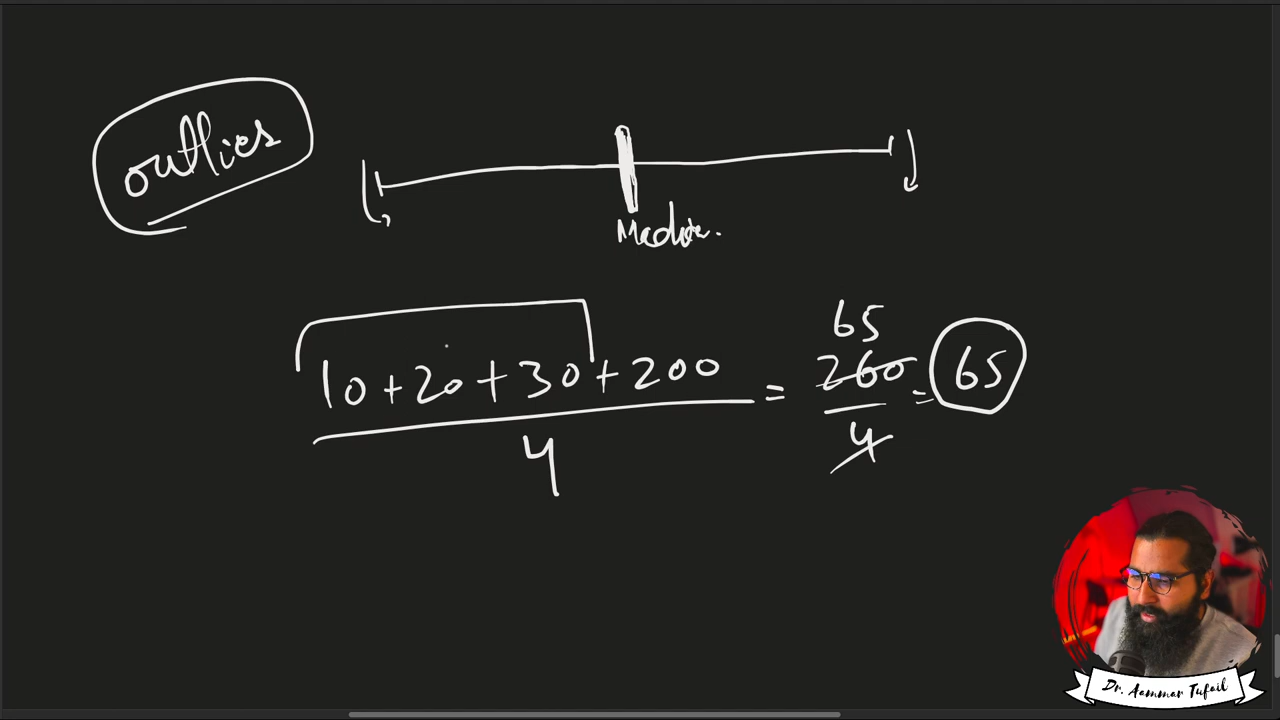 outlies
Median.
65
10+20+30+200 = 260 = 65
4 4
Dr. Aammar Tufail